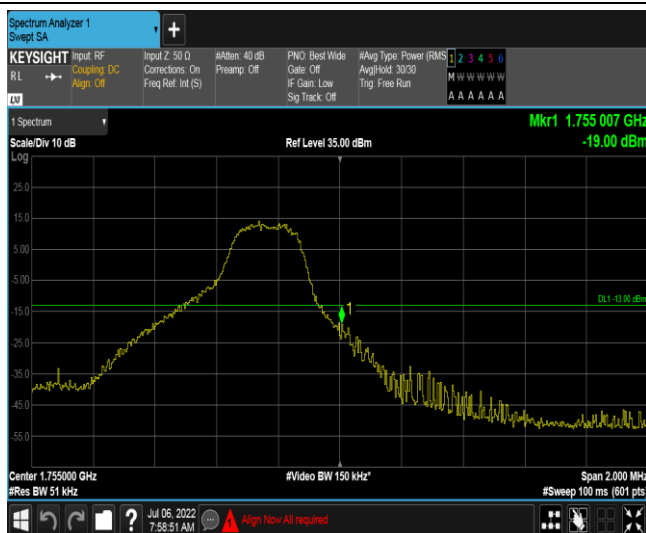 Spectrum Analyzer 1
Swept SA
+
KEYSIGHT
RL
LXI
Input: RF
Coupling: DC
Align: Off
Input Z: 50 Ω
Corrections: On
Freq Ref: Int (S)
#Atten: 40 dB
Preamp: Off
PNO: Best Wide
Gate: Off
IF Gain: Low
Sig Track: Off
#Avg Type: Power (RMS
Avg|Hold: 30/30
Trig: Free Run
1 2 3 4 5 6
M W W W W W
A A A A A A
1 Spectrum
Mkr1 1.755 007 GHz
Scale/Div 10 dB
Ref Level 35.00 dBm
-19.00 dBm
Log
25.0
15.0
5.00
-5.00
DL1 -13.00 dBm
1
-15.0
-25.0
-35.0
-45.0
-55.0
Center 1.755000 GHz
#Video BW 150 kHz*
Span 2.000 MHz
#Res BW 51 kHz
#Sweep 100 ms (601 pts)
?
Jul 06, 2022
7:58:51 AM
Align Now All required